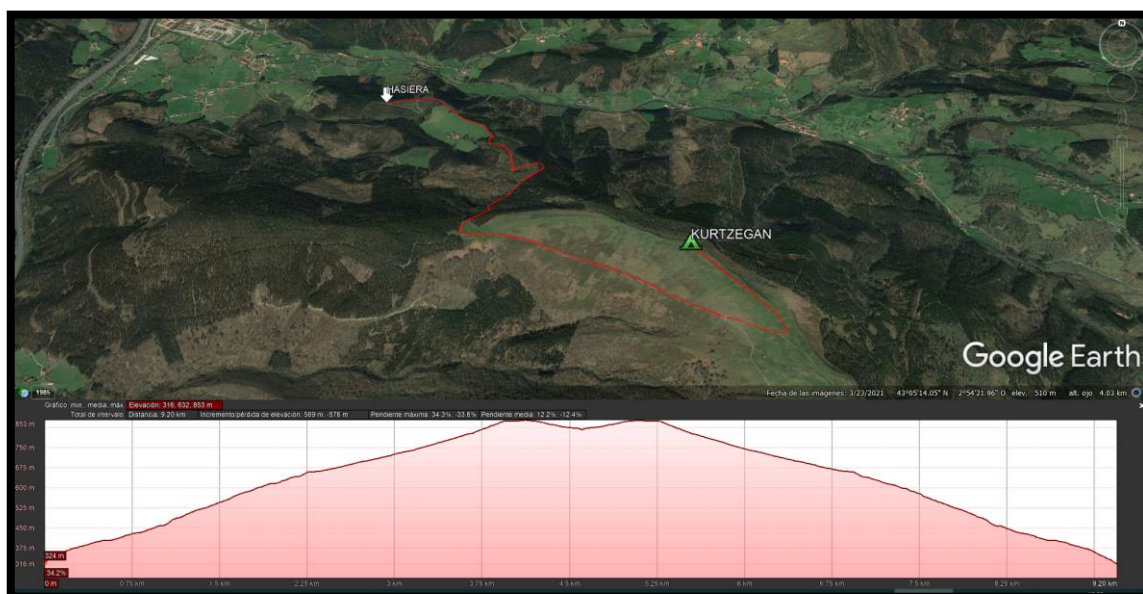 N
HASIERA
KURTZEGAN
Google Earth
1985
Fecha de las imágenes: 3/23/2021 43°05'14.05" N 2°54'21.96" O elev. 510 m alt. ojo 4.03 km
Gráfico: min., media, máx. Elevación: 316, 632, 853 m
Total de intervalo: Distancia: 9.20 km Incremento/pérdida de elevación: 569 m, -576 m Pendiente máxima: 34.3%, -33.6% Pendiente media: 12.2%, -12.4%
853 m
750 m
675 m
600 m
525 m
450 m
375 m
316 m
324 m
34.2%
0 m 0.75 km 1.5 km 2.25 km 3 km 3.75 km 4.5 km 5.25 km 6 km 6.75 km 7.5 km 8.25 km 9.20 km